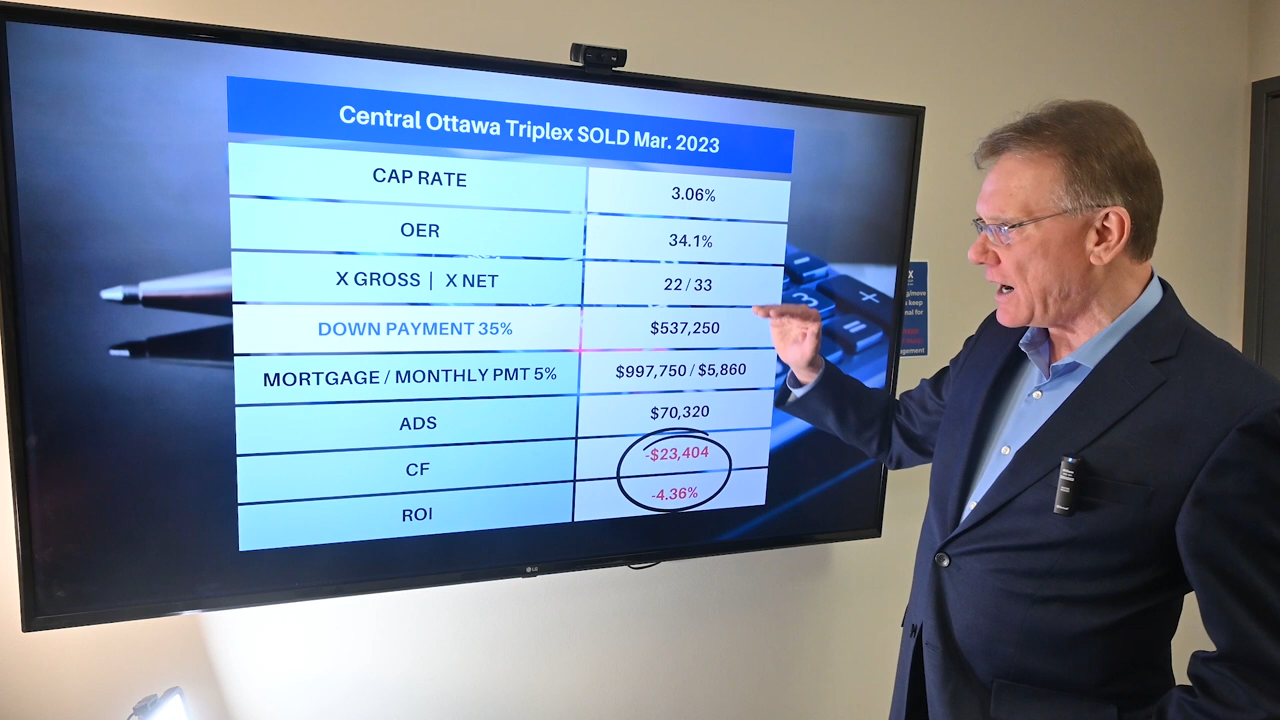 Central Ottawa Triplex SOLD Mar. 2023
CAP RATE 3.06%
OER 34.1%
X GROSS | X NET 22 / 33
DOWN PAYMENT 35% $537,250
MORTGAGE / MONTHLY PMT 5% $997,750 / $5,860
ADS $70,320
CF -$23,404
ROI -4.36%
LG